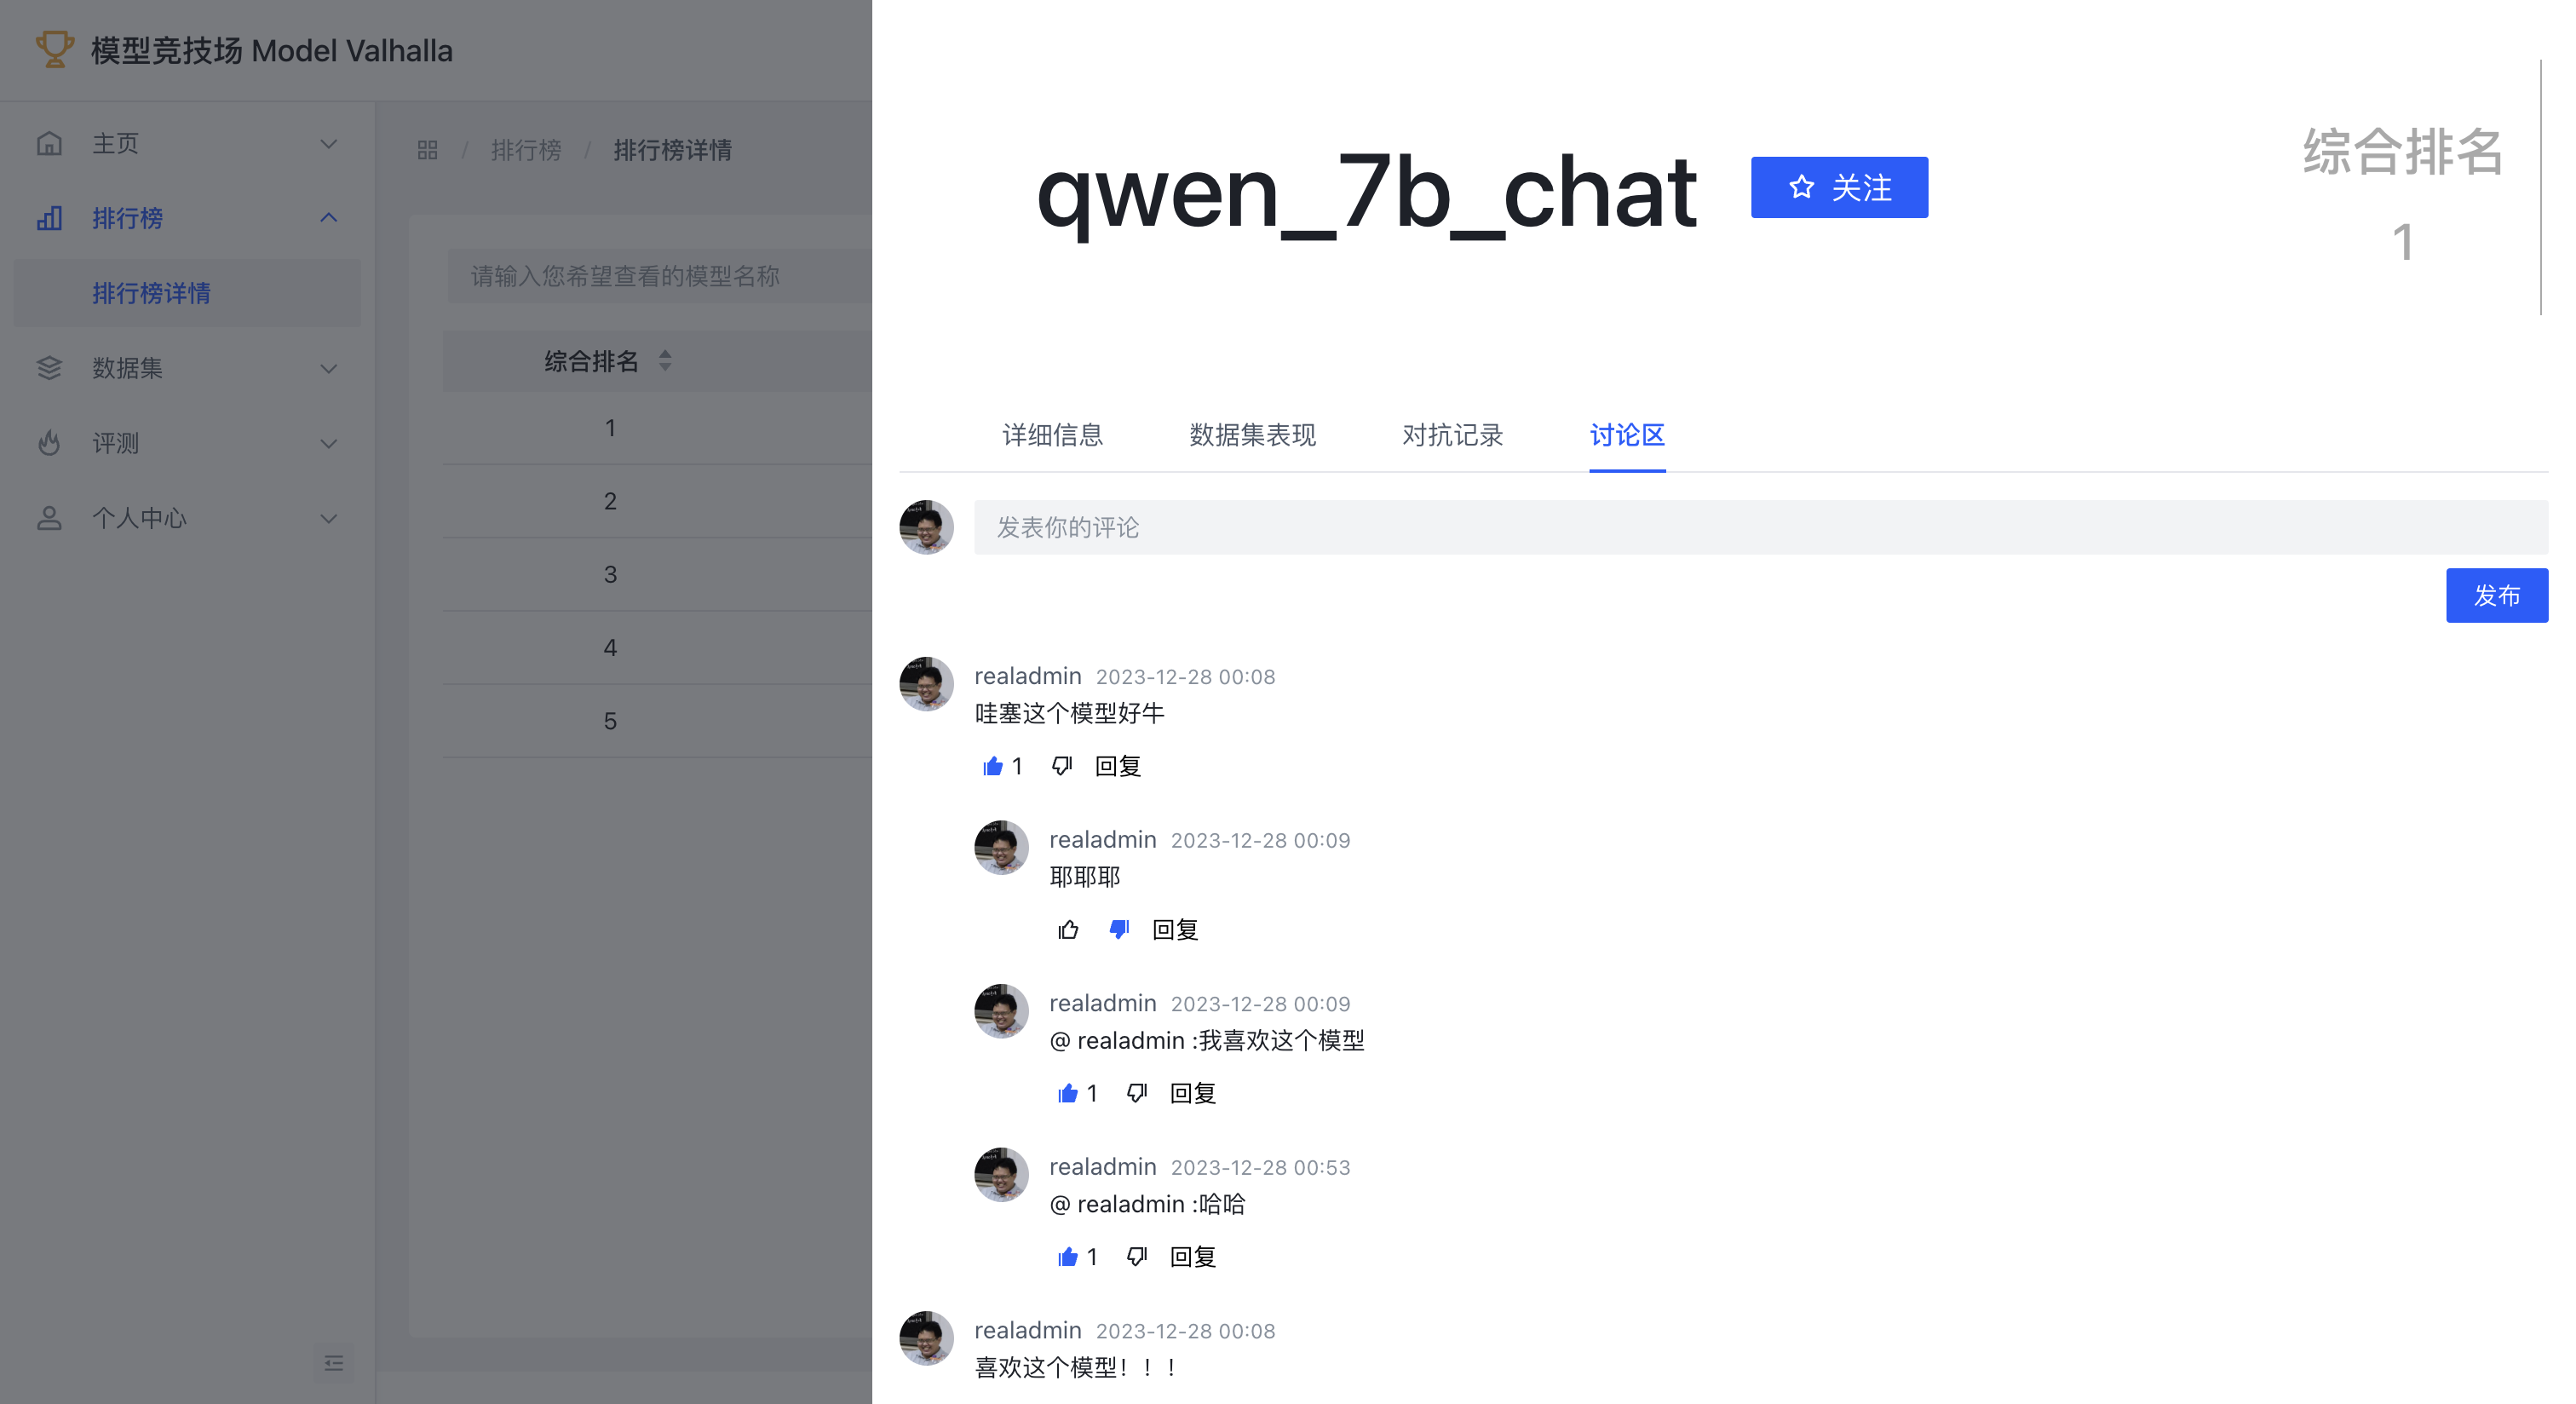 模型竞技场 Model Valhalla
主页
排行榜
排行榜详情
数据集
评测
个人中心
排行榜 / 排行榜详情
请输入您希望查看的模型名称
综合排名
1
2
3
4
5
qwen_7b_chat
关注
综合排名
1
详细信息
数据集表现
对抗记录
讨论区
发表你的评论
发布
realadmin 2023-12-28 00:08
哇塞这个模型好牛
1 回复
realadmin 2023-12-28 00:09
耶耶耶
回复
realadmin 2023-12-28 00:09
@ realadmin :我喜欢这个模型
1 回复
realadmin 2023-12-28 00:53
@ realadmin :哈哈
1 回复
realadmin 2023-12-28 00:08
喜欢这个模型！！！